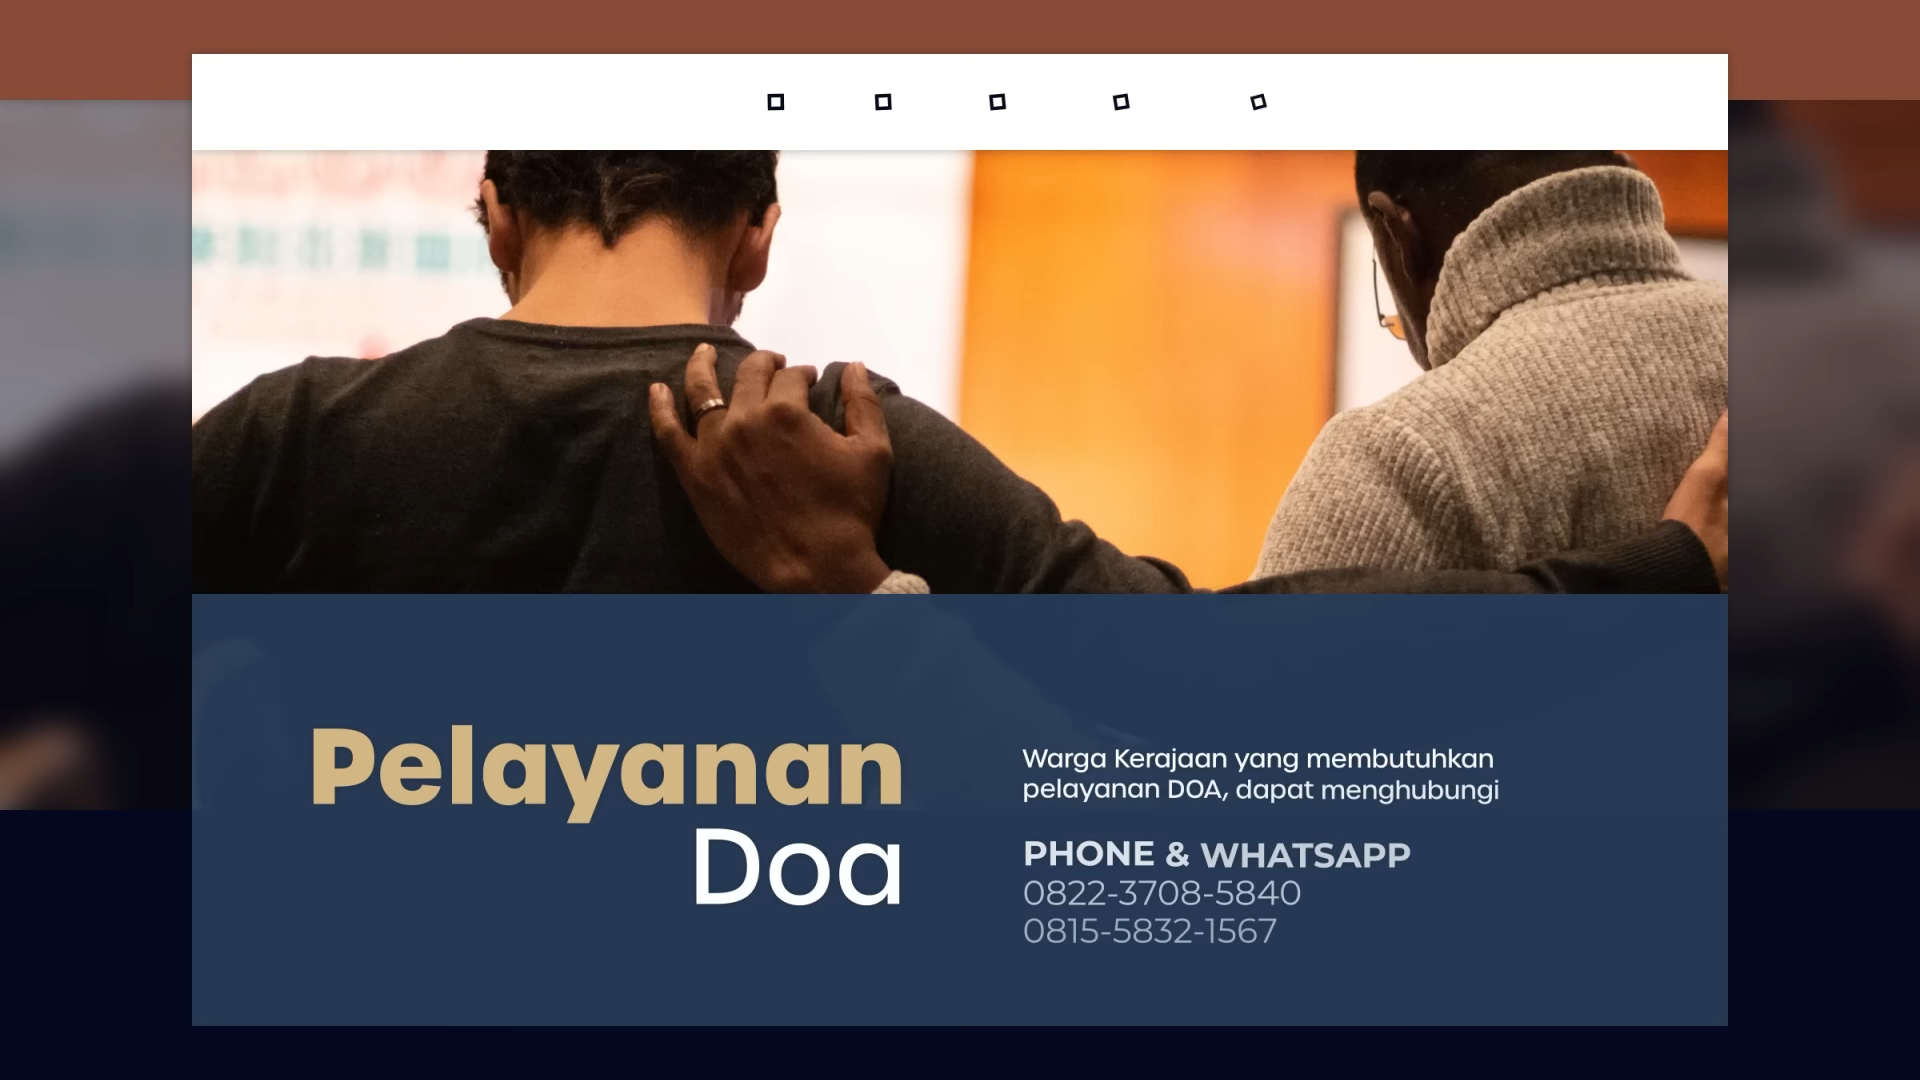 Pelayanan
Doa
Warga Kerajaan yang membutuhkan
pelayanan DOA, dapat menghubungi
PHONE & WHATSAPP
0822-3708-5840
0815-5832-1567